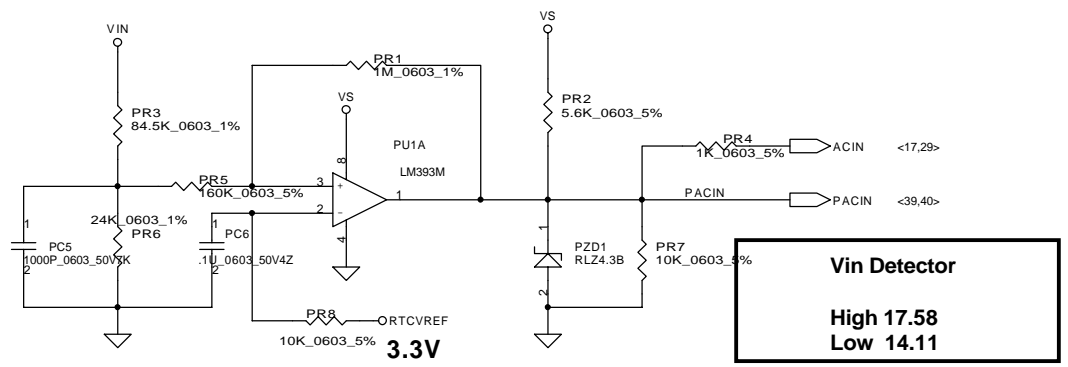 VIN
VS
PR1
1M_0603_1%
PR3
84.5K_0603_1%
VS
PR2
5.6K_0603_5%
PU1A
LM393M
8
PR4
1K_0603_5%
ACIN <17,29>
PR5
160K_0603_5%
3
+
1
2
-
4
PACIN
PACIN <39,40>
24K_0603_1%
PR6
1
PC5
1000P_0603_50V7K
2
1
PC6
.1U_0603_50V4Z
2
1
PZD1
RLZ4.3B
2
PR7
10K_0603_5%
PR8
10K_0603_5%
RTCVREF
3.3V
Vin Detector
High 17.58
Low 14.11